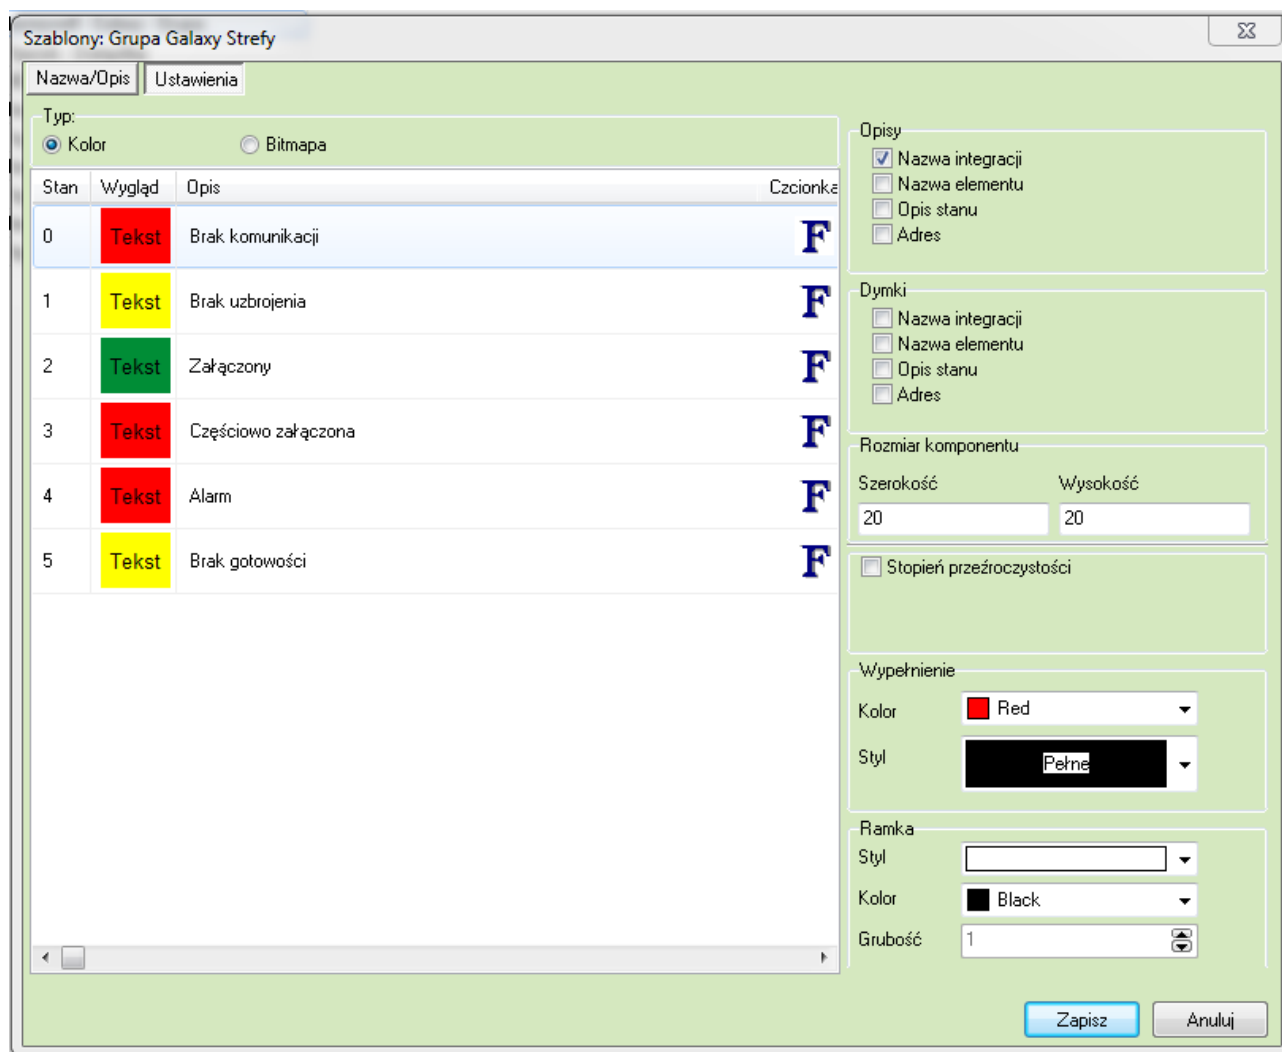 Szablony: Grupa Galaxy Strefy
Nazwa/Opis Ustawienia
Typ:
Kolor Bitmapa
Stan Wygląd Opis Czcionka
0 Tekst Brak komunikacji F
1 Tekst Brak uzbrojenia F
2 Tekst Załączony F
3 Tekst Częściowo załączona F
4 Tekst Alarm F
5 Tekst Brak gotowości F
Opisy
Nazwa integracji
Nazwa elementu
Opis stanu
Adres
Dymki
Nazwa integracji
Nazwa elementu
Opis stanu
Adres
Rozmiar komponentu
Szerokość Wysokość
20 20
Stopień przeźroczystości
Wypełnienie
Kolor Red
Styl Pełne
Ramka
Styl
Kolor Black
Grubość 1
Zapisz Anuluj